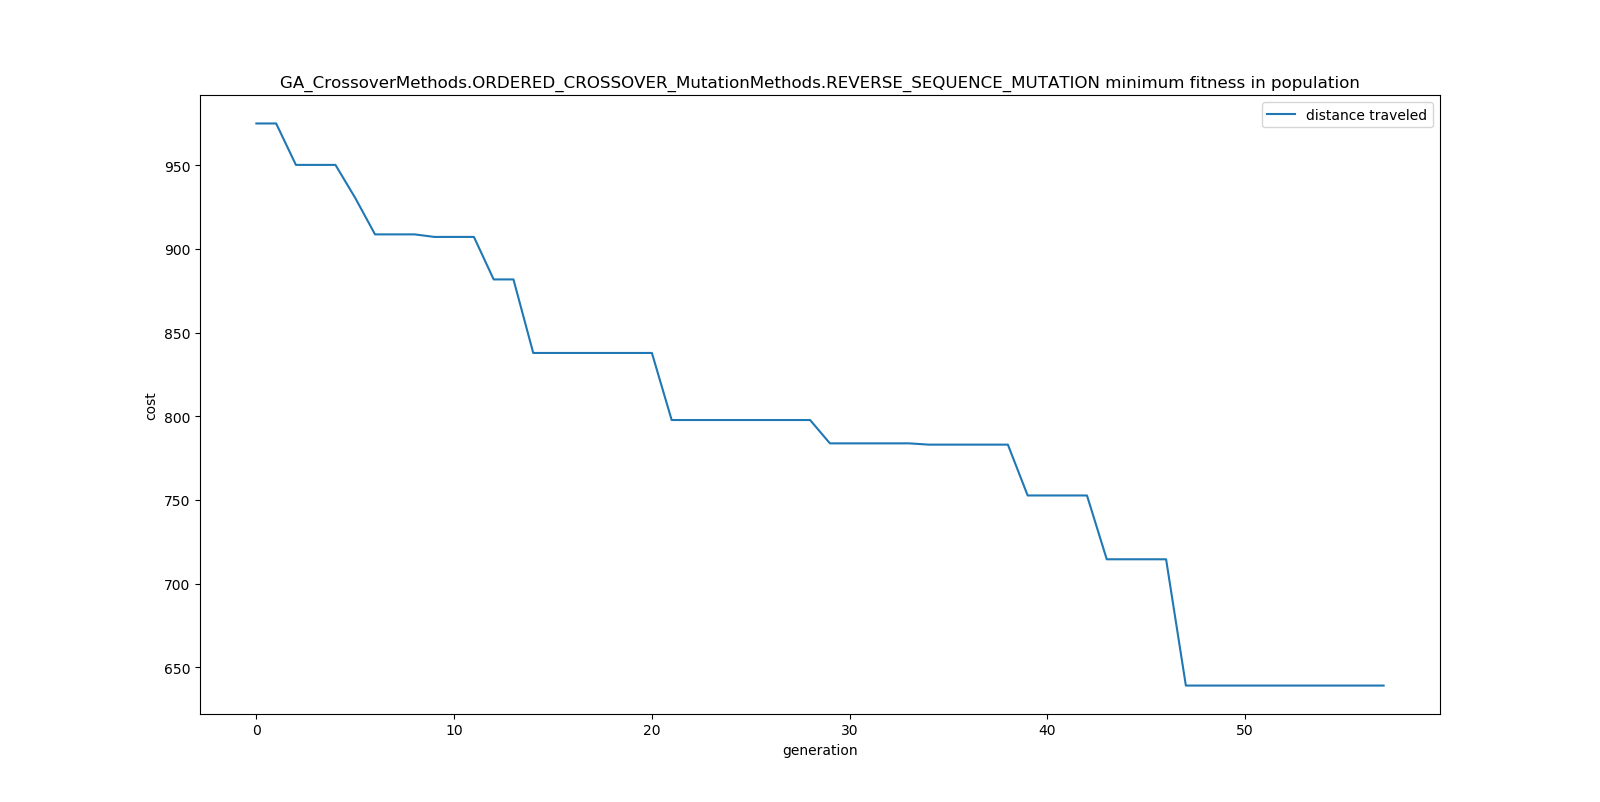 GA_CrossoverMethods.ORDERED_CROSSOVER_MutationMethods.REVERSE_SEQUENCE_MUTATION minimum fitness in population
distance traveled
950
900
850
800
750
700
650
cost
0 10 20 30 40 50
generation